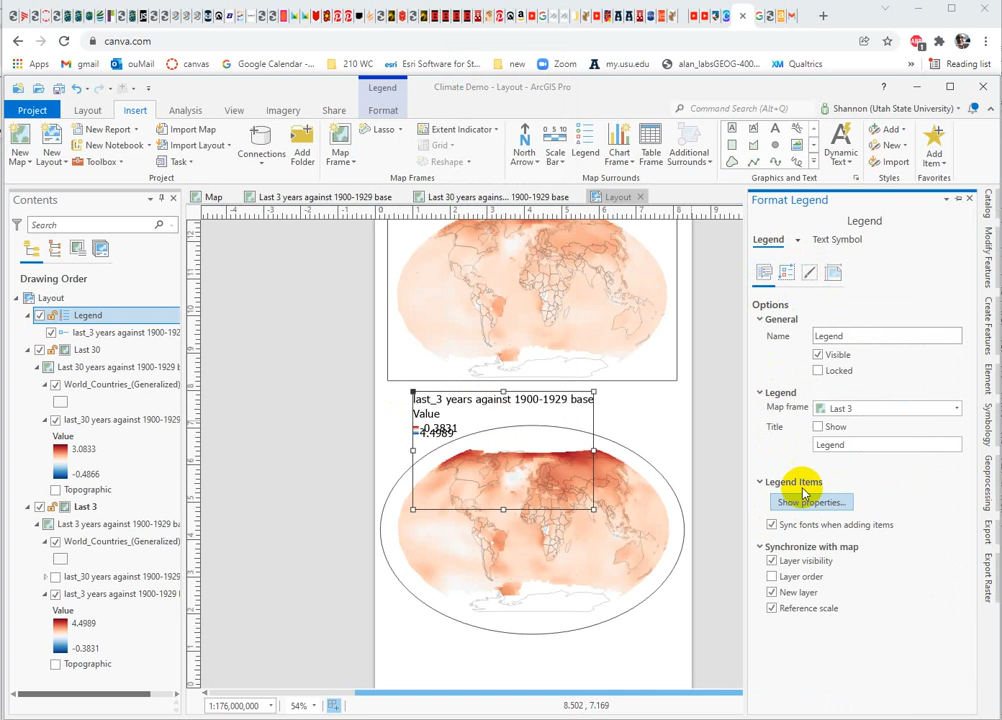 canva.com
Apps
gmail
ouMail
canvas
Google Calendar -...
210 WC
esri Esri Software for Stu...
new bu
Zoom
my.usu.edu
alan_labsGEOG-400...
Qualtrics
»
Reading list
Legend
Climate Demo - Layout - ArcGIS Pro
Project
Layout
Insert
Analysis
View
Imagery
Share
Format
Command Search (Alt+Q)
Shannon (Utah State University)
New Map
New Layout
New Report
New Notebook
Toolbox
Import Map
Import Layout
Task
Connections
Add Folder
Project
Map Frame
Lasso
Extent Indicator
Grid
Reshape
Map Frames
North Arrow
Scale Bar
Legend
Chart Frame
Table Frame
Additional Surrounds
Map Surrounds
Graphics and Text
Dynamic Text
Add
New
Import
Styles
Add Item
Favorites
Contents
Search
Drawing Order
Layout
Legend
last_3 years against 1900-192
Last 30
Last 30 years against 1900-1929 b
World_Countries_(Generalized)
last_30 years against 1900-192
Value
3.0833
-0.4866
Topographic
Last 3
Last 3 years against 1900-1929 ba
World_Countries_(Generalized)
last_30 years against 1900-192
last_3 years against 1900-1929
Value
4.4989
-0.3831
Topographic
Map
Last 3 years against 1900-1929 base
Last 30 years agains... 1900-1929 base
Layout
last_3 years against 1900-1929 base
Value
-0.3831
4.4989
1:176,000,000
54%
8.502, 7.169
Format Legend
Legend
Legend
Text Symbol
Options
General
Name
Legend
Visible
Locked
Legend
Map frame
Last 3
Title
Show
Legend
Legend Items
Show properties...
Sync fonts when adding items
Synchronize with map
Layer visibility
Layer order
New layer
Reference scale
Catalog
Modify Features
Create Features
Element
Symbology
Geoprocessing
Export
Export Raster